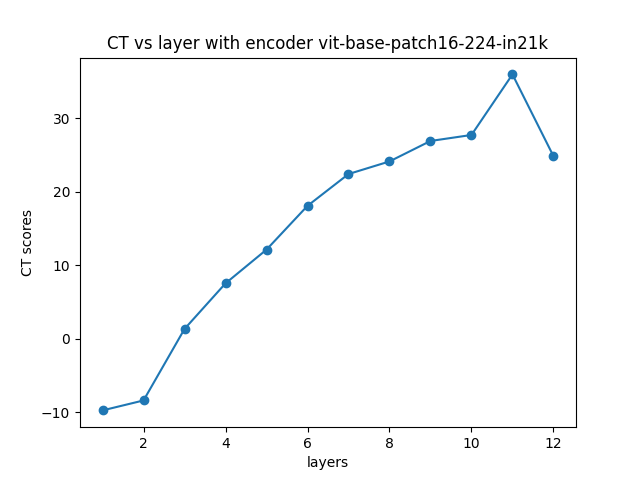 CT vs layer with encoder vit-base-patch16-224-in21k
CT scores
30
20
10
0
−10
2 4 6 8 10 12
layers